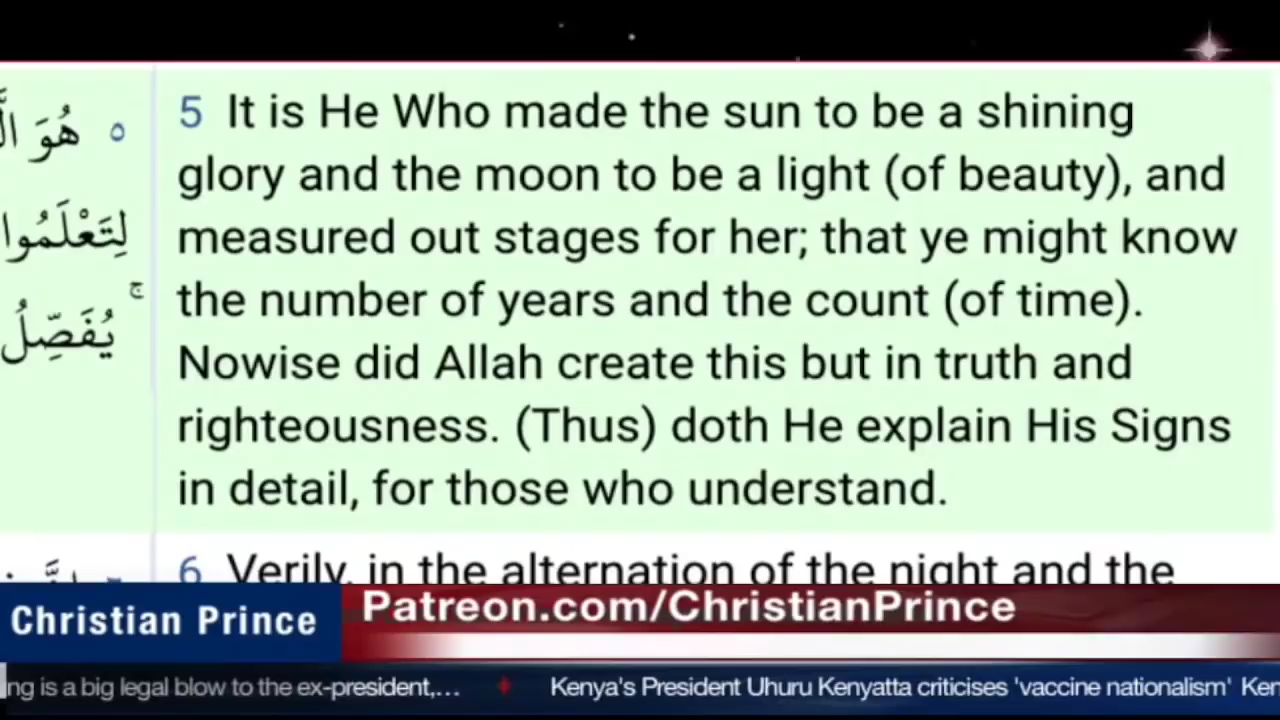 5 It is He Who made the sun to be a shining
glory and the moon to be a light (of beauty), and
measured out stages for her; that ye might know
the number of years and the count (of time).
Nowise did Allah create this but in truth and
righteousness. (Thus) doth He explain His Signs
in detail, for those who understand.
٥ هُوَ
لِتَعْلَمُوا
يُفَصِّلُ
6 Verily, in the alternation of the night and the
Christian Prince
Patreon.com/ChristianPrince
ng is a big legal blow to the ex-president,... Kenya's President Uhuru Kenyatta criticises 'vaccine nationalism' Ken